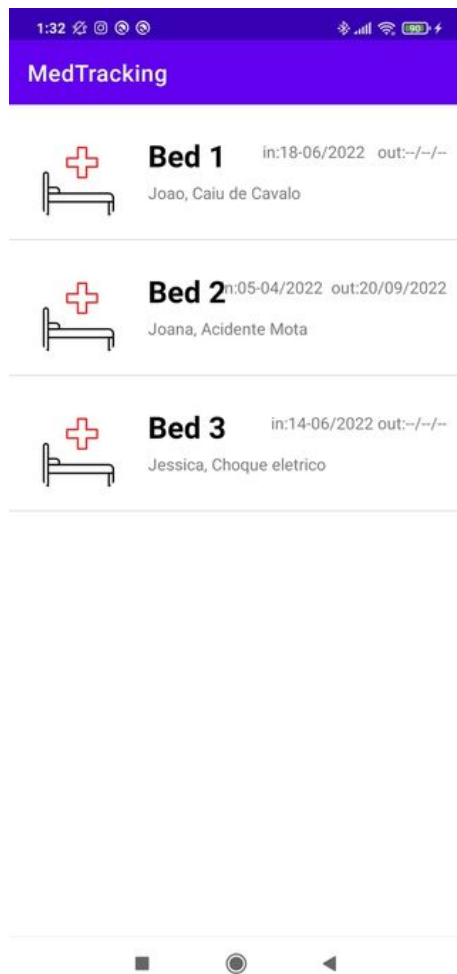 1:32 90
MedTracking
Bed 1 in:18-06/2022 out:--/--/--
Joao, Caiu de Cavalo
Bed 2 n:05-04/2022 out:20/09/2022
Joana, Acidente Mota
Bed 3 in:14-06/2022 out:--/--/--
Jessica, Choque eletrico